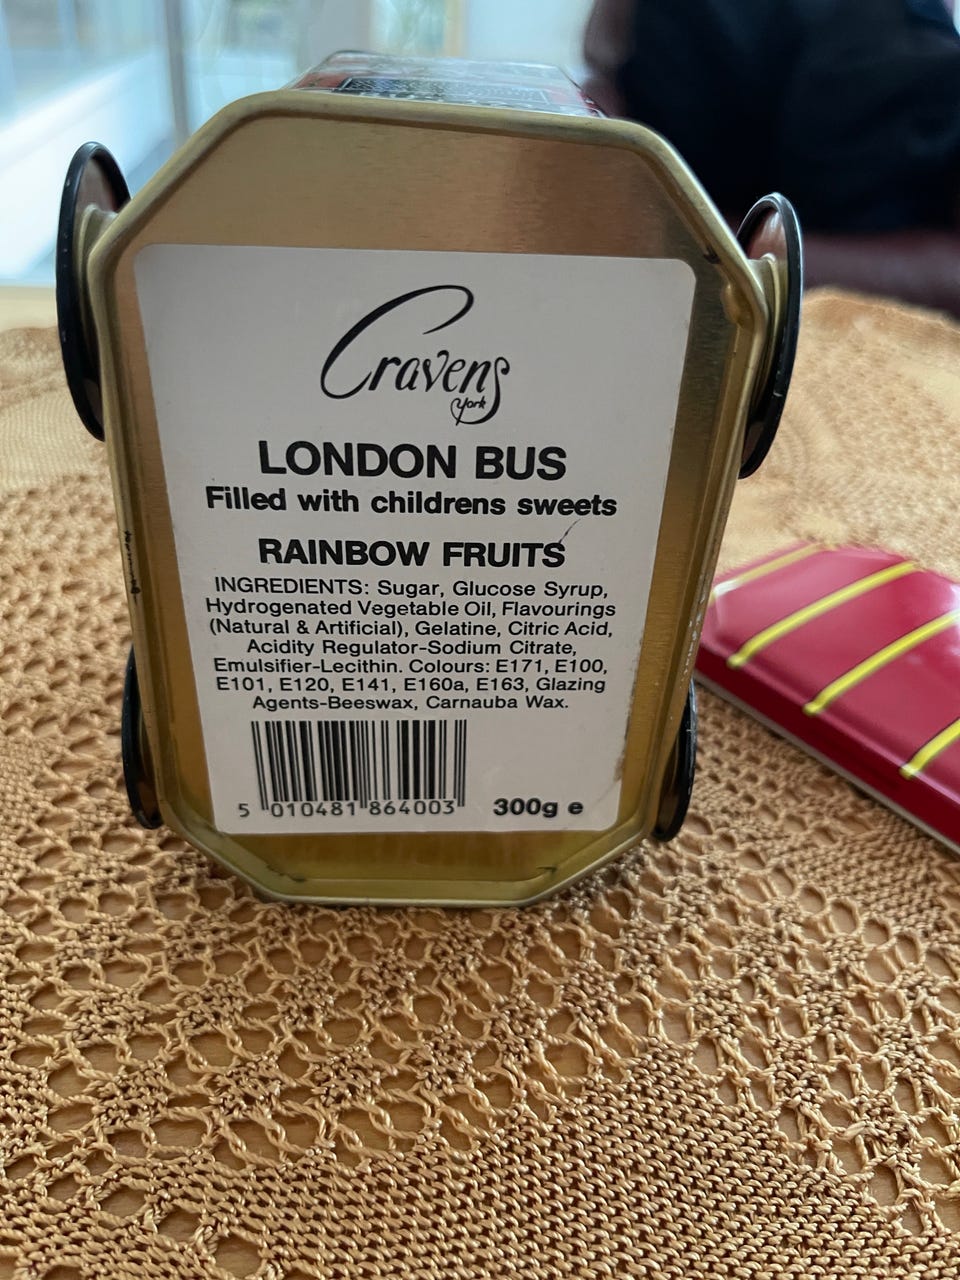 Cravens
York
LONDON BUS
Filled with childrens sweets
RAINBOW FRUITS
INGREDIENTS: Sugar, Glucose Syrup,
Hydrogenated Vegetable Oil, Flavourings
(Natural & Artificial), Gelatine, Citric Acid,
Acidity Regulator-Sodium Citrate,
Emulsifier-Lecithin. Colours: E171, E100,
E101, E120, E141, E160a, E163, Glazing
Agents-Beeswax, Carnauba Wax.
5 010481 864003 300g e